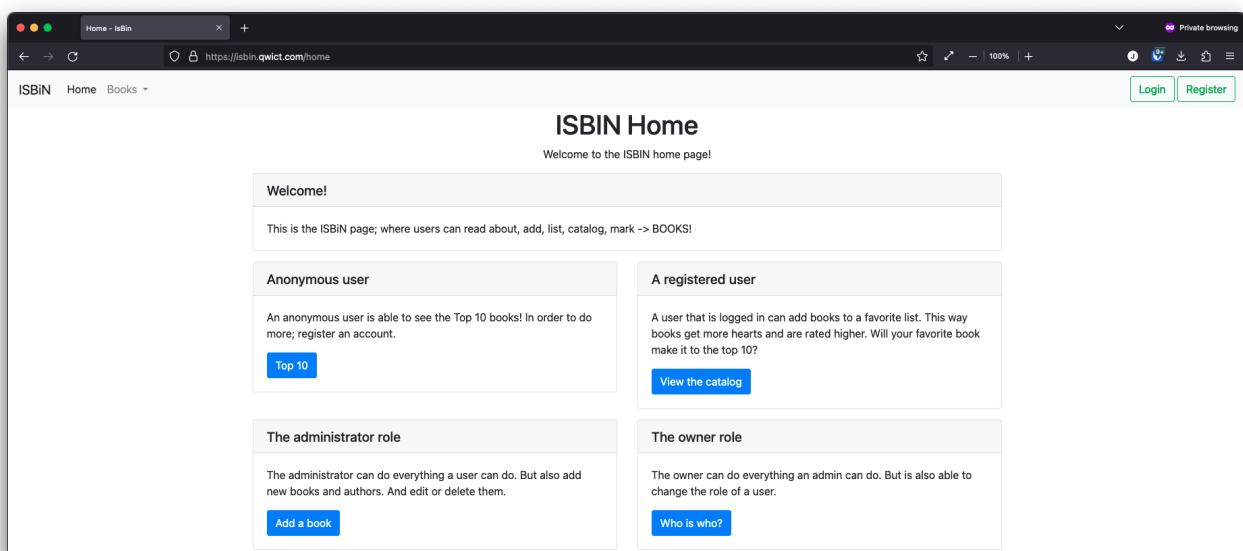 Home - IsBin
Private browsing
https://isbin.qwict.com/home
100%
9+
J
ISBiN Home Books Login Register
ISBIN Home
Welcome to the ISBIN home page!
Welcome!
This is the ISBiN page; where users can read about, add, list, catalog, mark -> BOOKS!
Anonymous user
An anonymous user is able to see the Top 10 books! In order to do
more; register an account.
Top 10
A registered user
A user that is logged in can add books to a favorite list. This way
books get more hearts and are rated higher. Will your favorite book
make it to the top 10?
View the catalog
The administrator role
The administrator can do everything a user can do. But also add
new books and authors. And edit or delete them.
Add a book
The owner role
The owner can do everything an admin can do. But is also able to
change the role of a user.
Who is who?